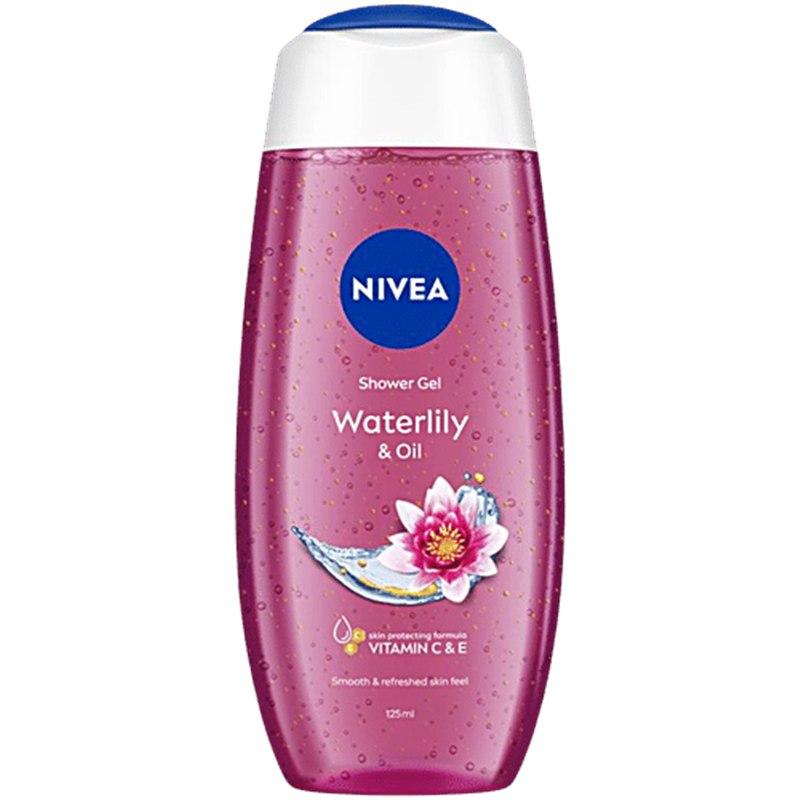 NIVEA
Shower Gel
Waterlily
& Oil
C
E
skin protecting formula
VITAMIN C & E
Smooth & refreshed skin feel
125ml